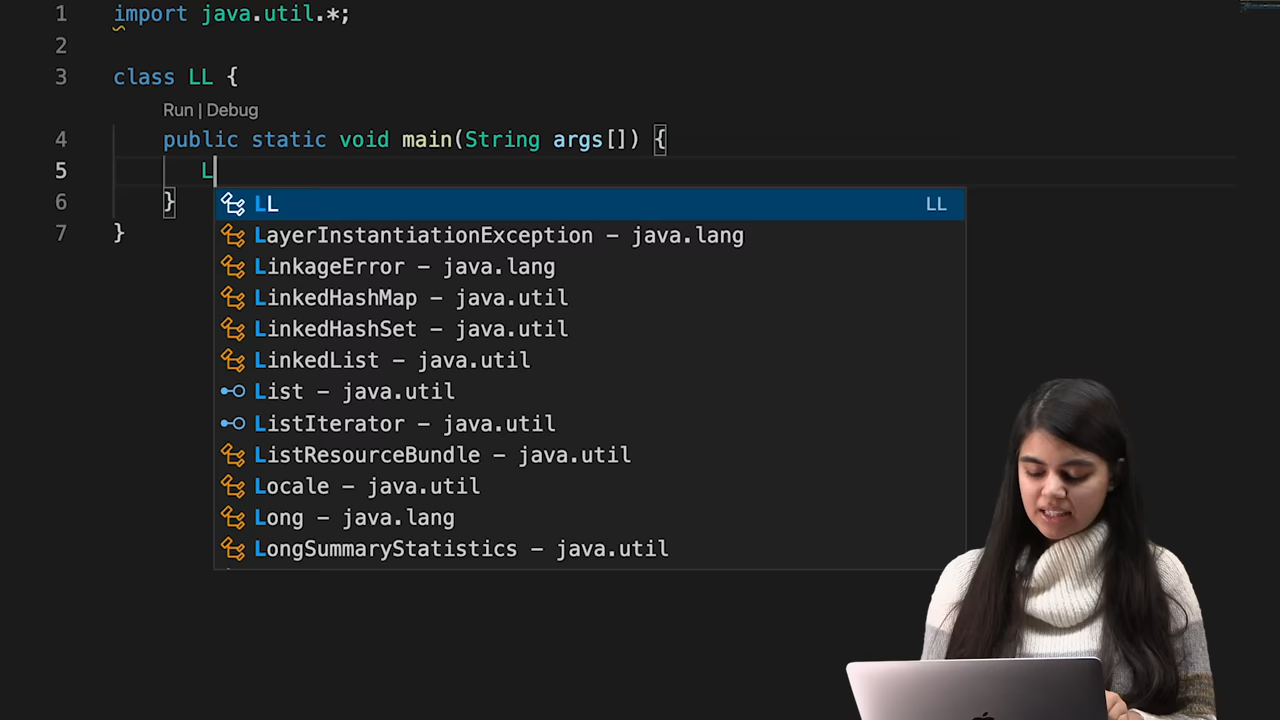 1 import java.util.*;
2
3 class LL {
Run | Debug
4 public static void main(String args[]) {
5 L
6 }
7 }
LL LL
LayerInstantiationException – java.lang
LinkageError – java.lang
LinkedHashMap – java.util
LinkedHashSet – java.util
LinkedList – java.util
List – java.util
ListIterator – java.util
ListResourceBundle – java.util
Locale – java.util
Long – java.lang
LongSummaryStatistics – java.util